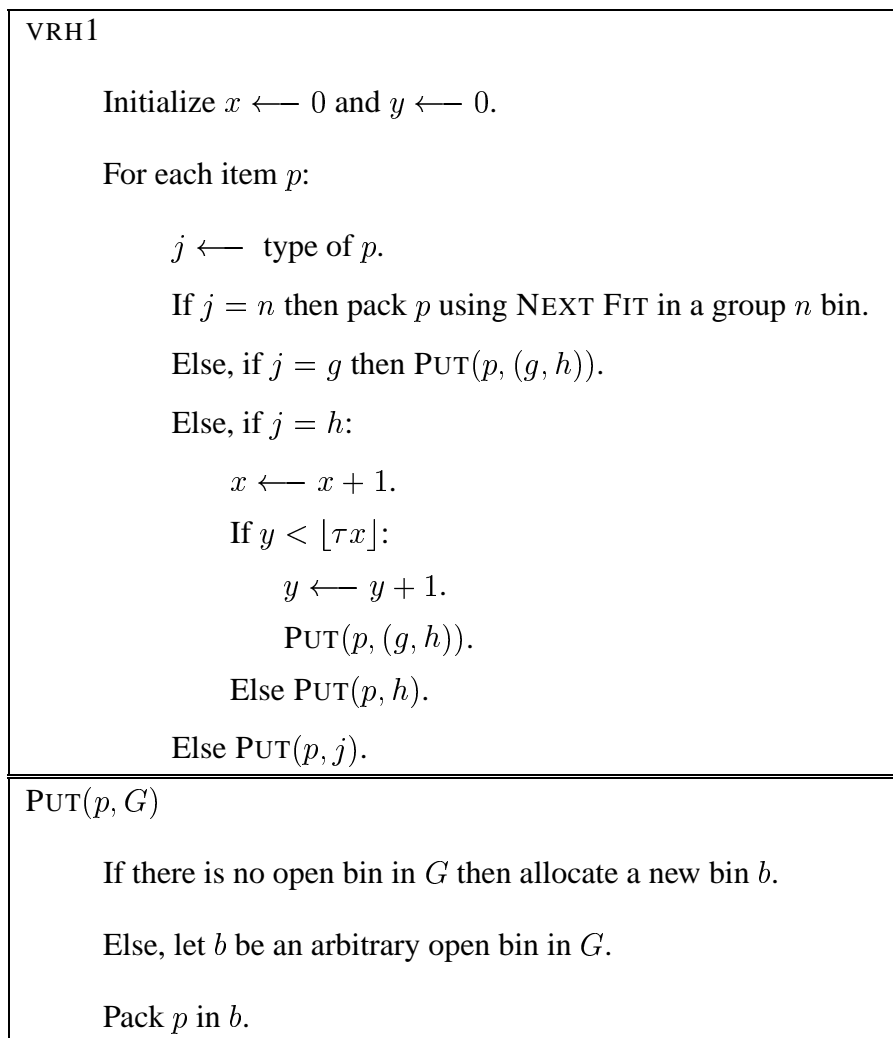 VRH1
Initialize x ⟵ 0 and y ⟵ 0.
For each item p:
j ⟵ type of p.
If j = n then pack p using NEXT FIT in a group n bin.
Else, if j = g then PUT(p, (g, h)).
Else, if j = h:
x ⟵ x + 1.
If y < ⌊τx⌋:
y ⟵ y + 1.
PUT(p, (g, h)).
Else PUT(p, h).
Else PUT(p, j).
PUT(p, G)
If there is no open bin in G then allocate a new bin b.
Else, let b be an arbitrary open bin in G.
Pack p in b.